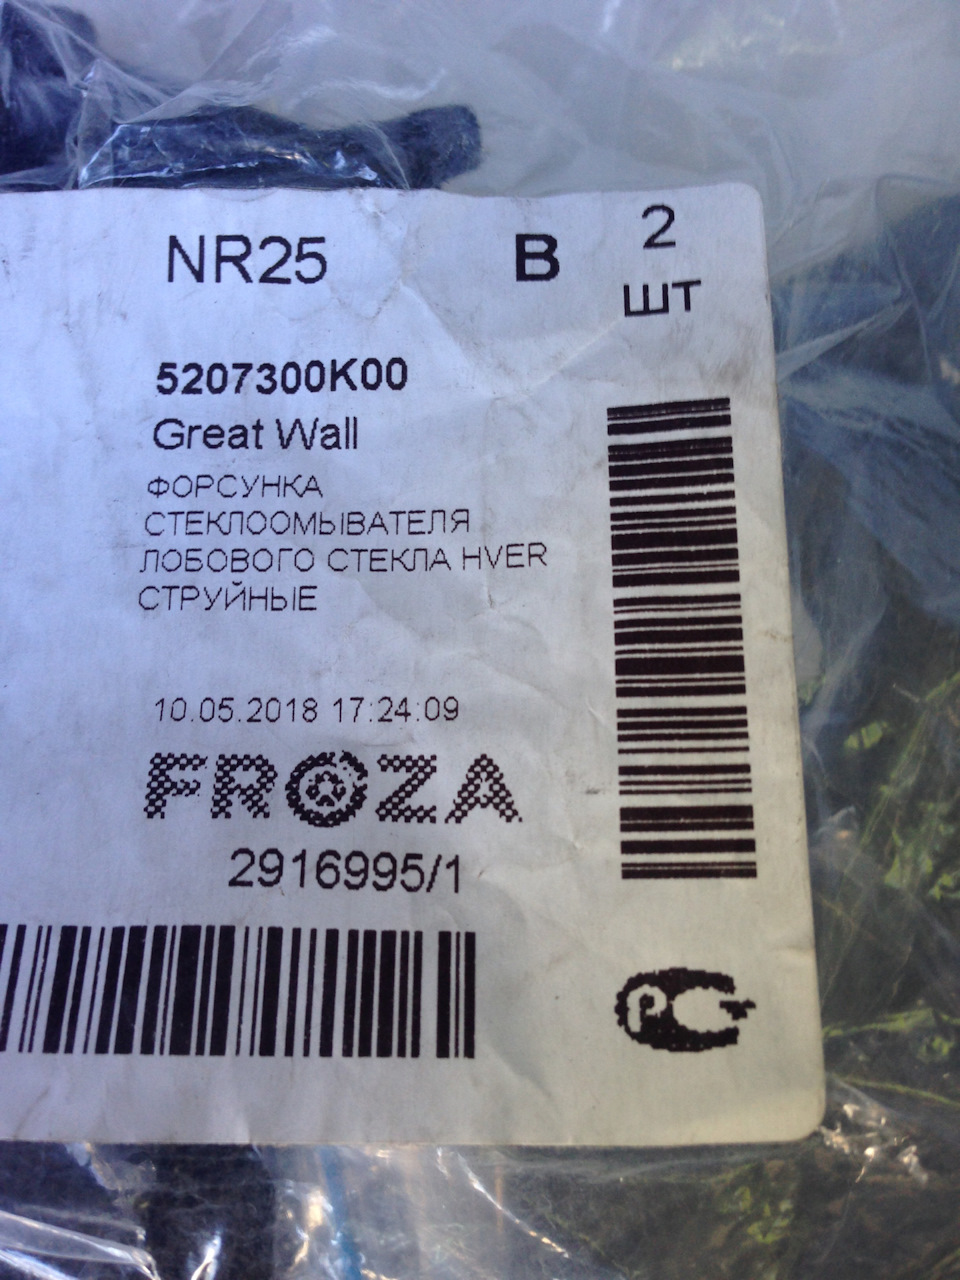 NR25 B 2
ШТ
5207300K00
Great Wall
ФОРСУНКА
СТЕКЛООМЫВАТЕЛЯ
ЛОБОВОГО СТЕКЛА HVER
СТРУЙНЫЕ
10.05.2018 17:24:09
FROZA
2916995/1
РСТ